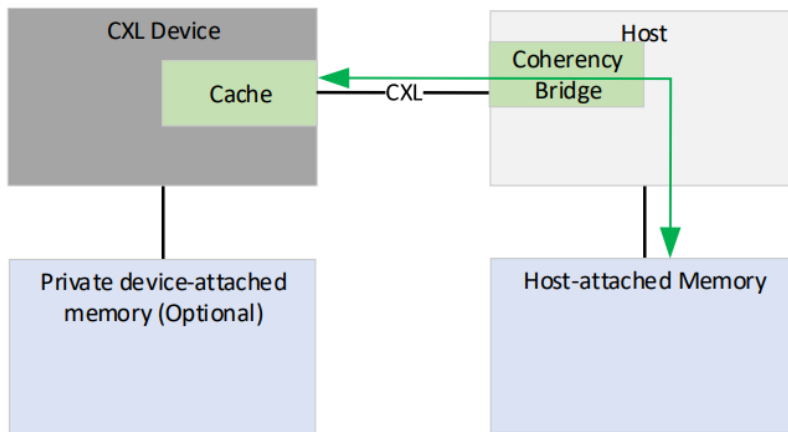 CXL Device
Host
Cache
CXL
Coherency
Bridge
Private device-attached
memory (Optional)
Host-attached Memory